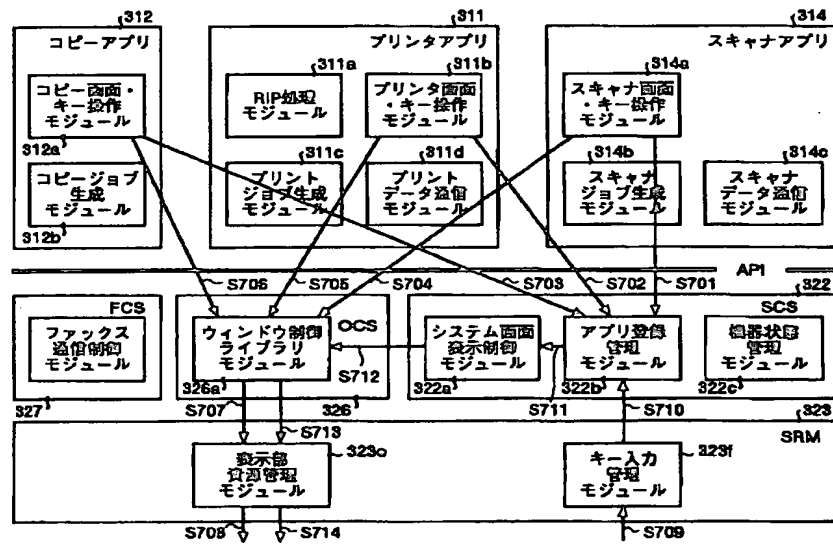 312
コピーアプリ
コピー画面・
キー操作
モジュール
312a
コピージョブ
生成
モジュール
312b
311
プリンタアプリ
311a
RIP処理
モジュール
311b
プリンタ画面
・キー操作
モジュール
311c
プリント
ジョブ生成
モジュール
311d
プリント
データ送信
モジュール
314
スキャナアプリ
314a
スキャナ画面
・キー操作
モジュール
314b
スキャナ
ジョブ生成
モジュール
314c
スキャナ
データ送信
モジュール
S706
S705
S704
S703
S702
S701
API
322
FCS
ファックス
送信制御
モジュール
327
OCS
ウィンドウ制御
ライブラリ
モジュール
326a
326
S712
SCS
システム画面
表示制御
モジュール
322a
S711
アプリ登録
管理
モジュール
322b
機器状態
管理
モジュール
322c
S707
S713
S710
323
SRM
表示部
資源管理
モジュール
323c
キー入力
管理
モジュール
323f
S708
S714
S709